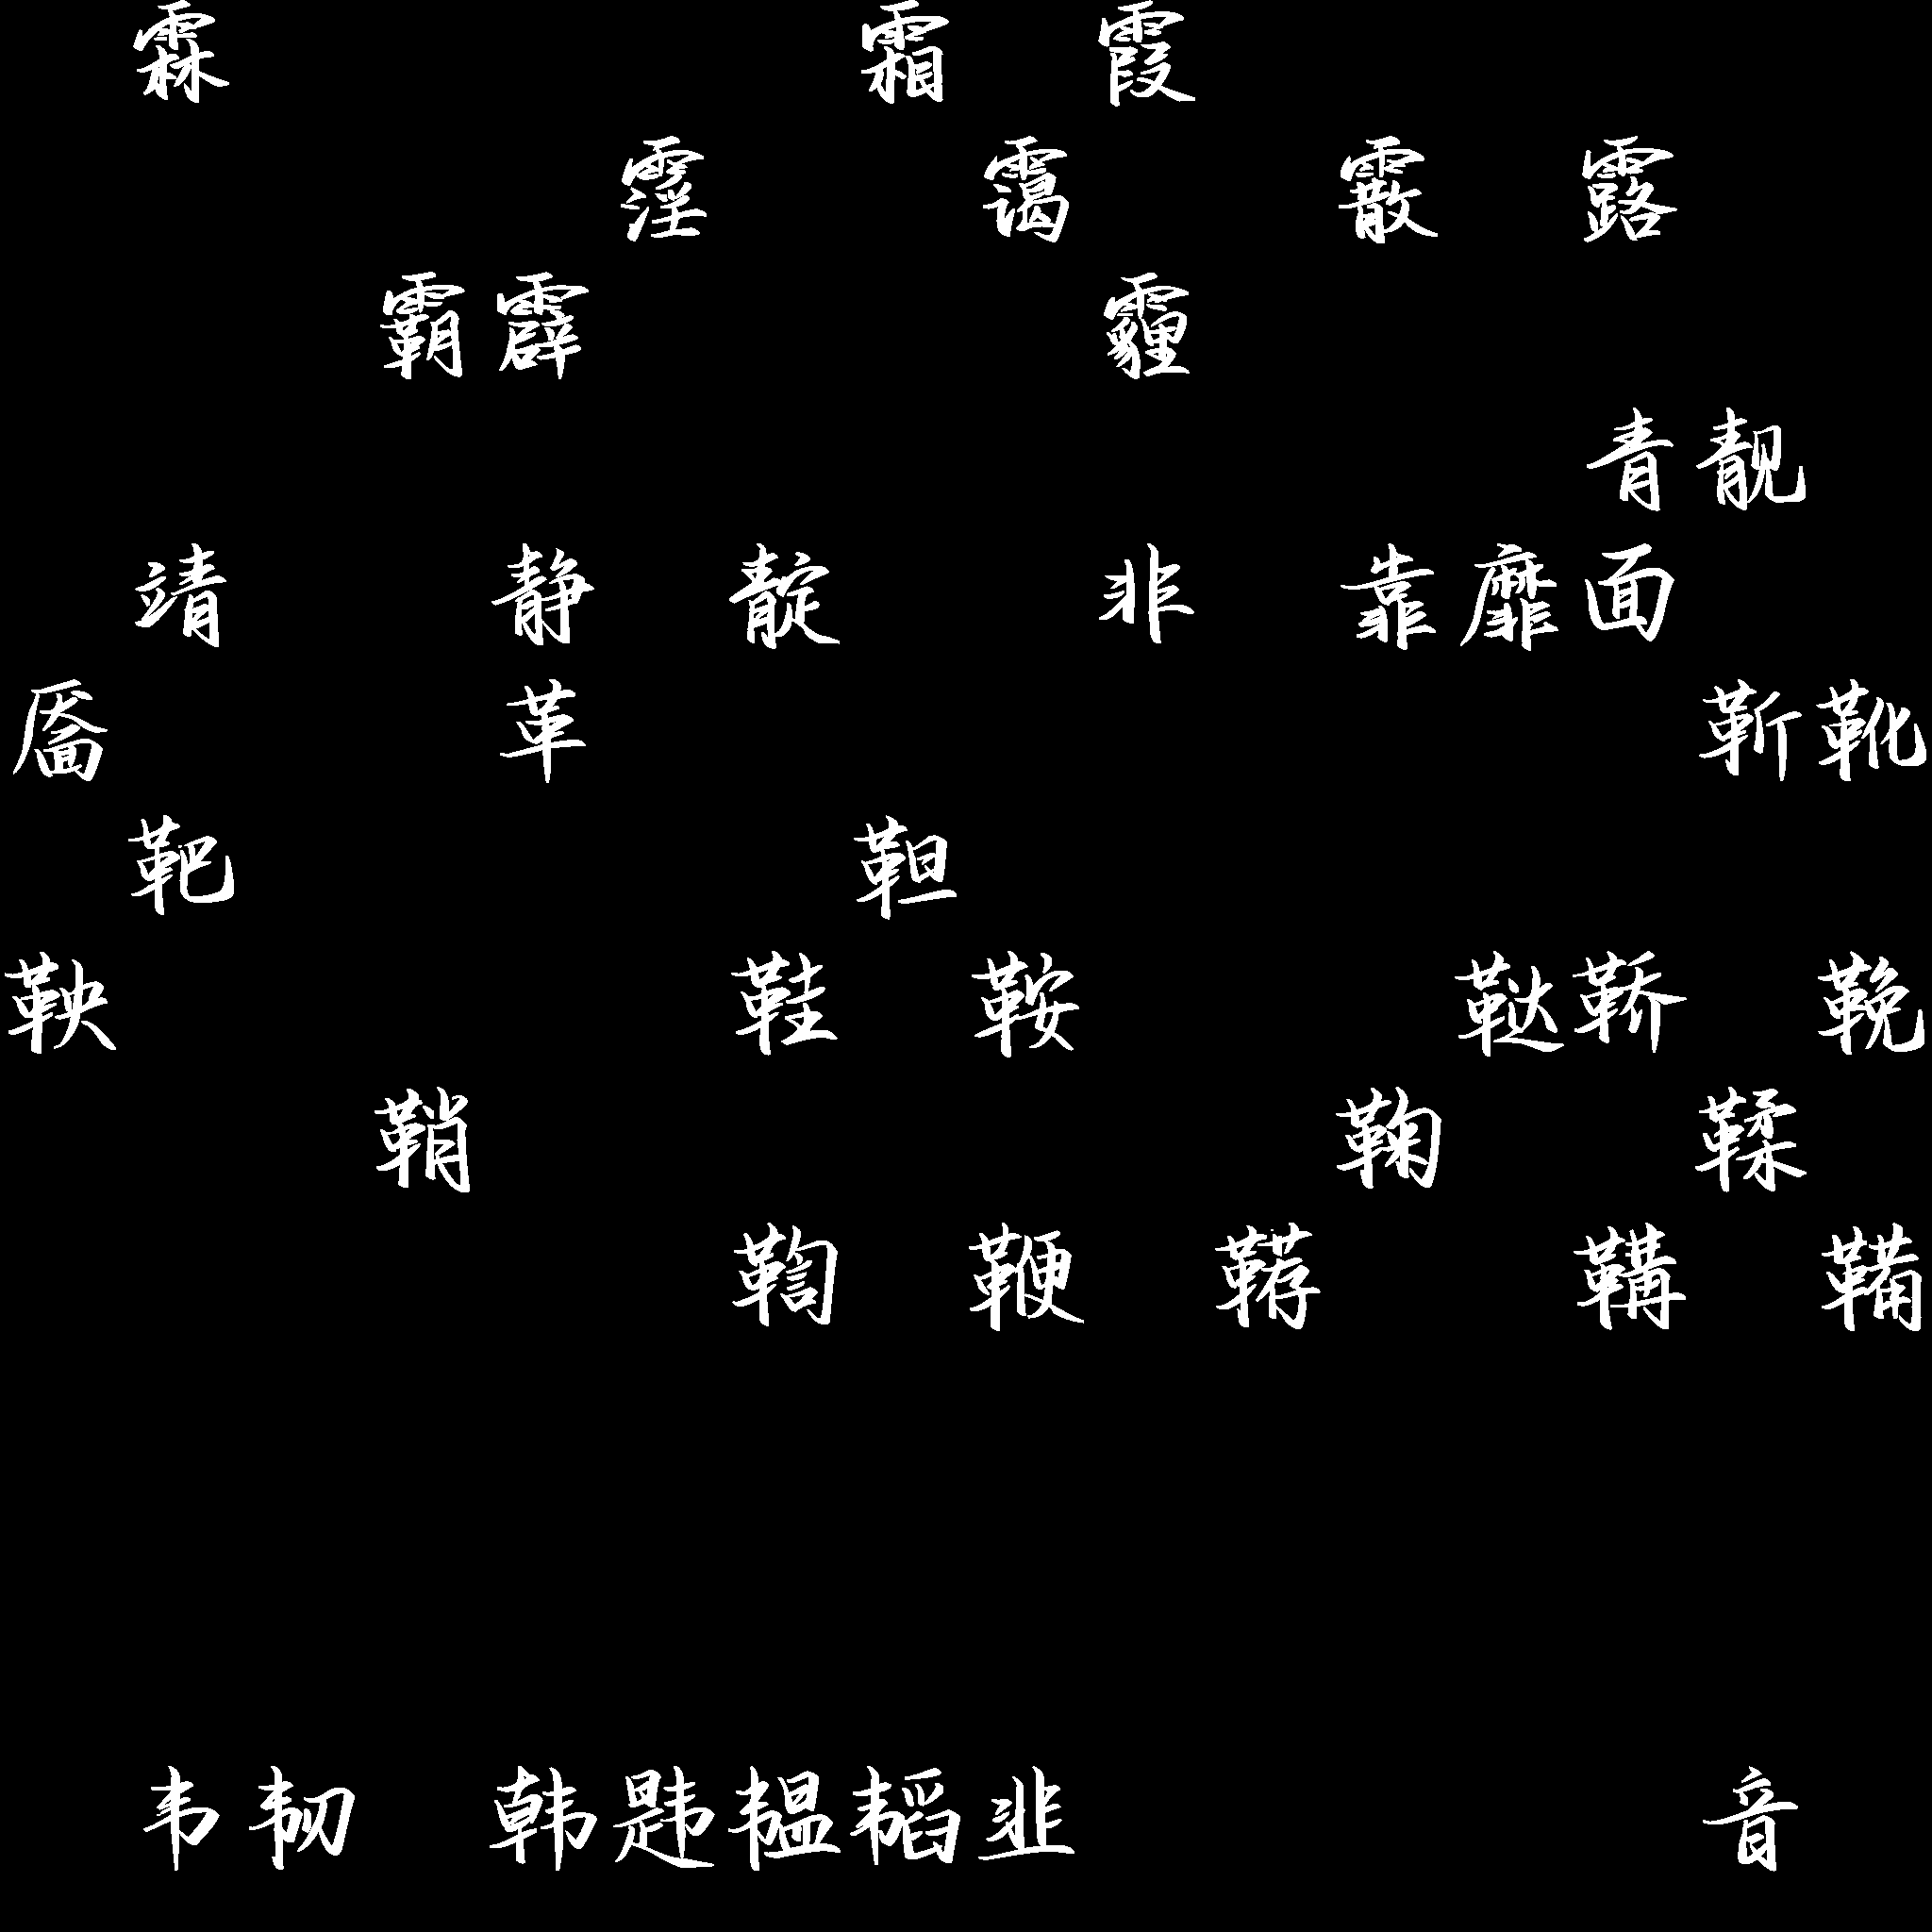 霖 霜 霞
霪 霭 霰 露
霸 霹 霾
青 靓
靖 静 靛 非 靠 靡 面
靥 革 靳 靴
靶 靼
鞅 鞋 鞍 鞑 鞒 鞔
鞘 鞠 鞣
鞫 鞭 鞯 鞲 鞴
韦 韧 韩 韪 韫 韬 韭 音